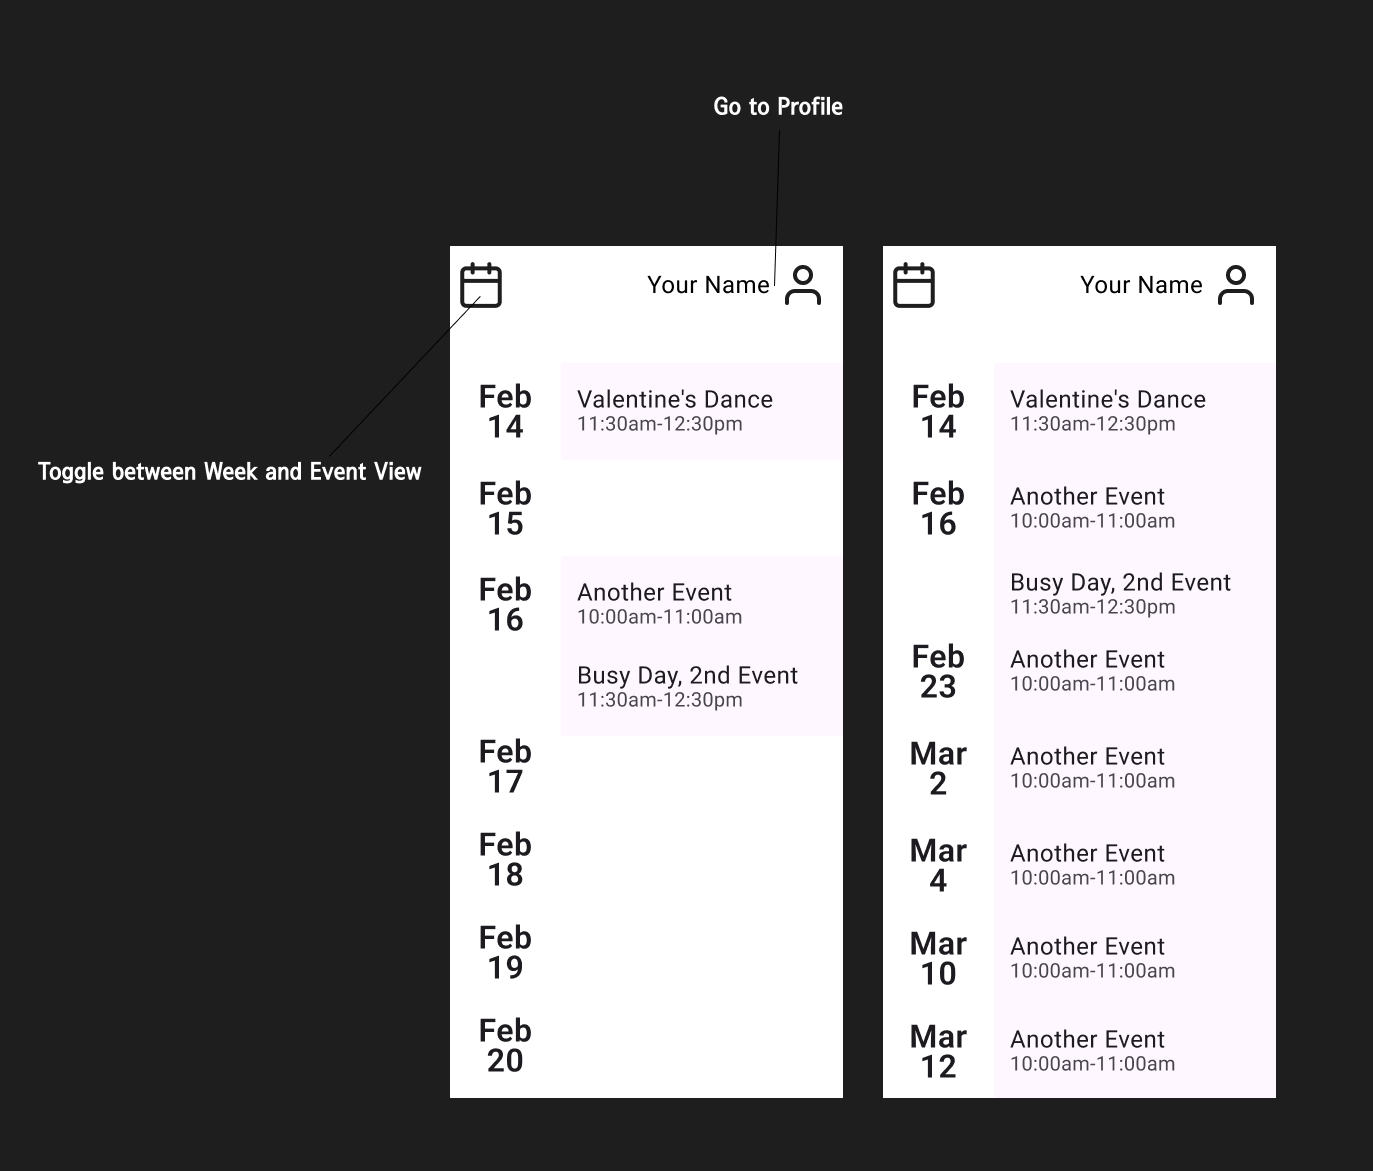 Go to Profile
Toggle between Week and Event View
Your Name
Feb
14
Valentine's Dance
11:30am-12:30pm
Feb
15
Feb
16
Another Event
10:00am-11:00am
Busy Day, 2nd Event
11:30am-12:30pm
Feb
17
Feb
18
Feb
19
Feb
20
Your Name
Feb
14
Valentine's Dance
11:30am-12:30pm
Feb
16
Another Event
10:00am-11:00am
Busy Day, 2nd Event
11:30am-12:30pm
Feb
23
Another Event
10:00am-11:00am
Mar
2
Another Event
10:00am-11:00am
Mar
4
Another Event
10:00am-11:00am
Mar
10
Another Event
10:00am-11:00am
Mar
12
Another Event
10:00am-11:00am